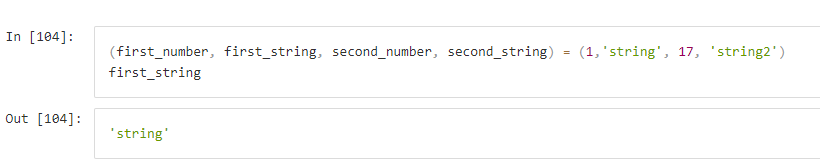 In [104]:
(first_number, first_string, second_number, second_string) = (1,'string', 17, 'string2')
first_string
Out [104]:
'string'